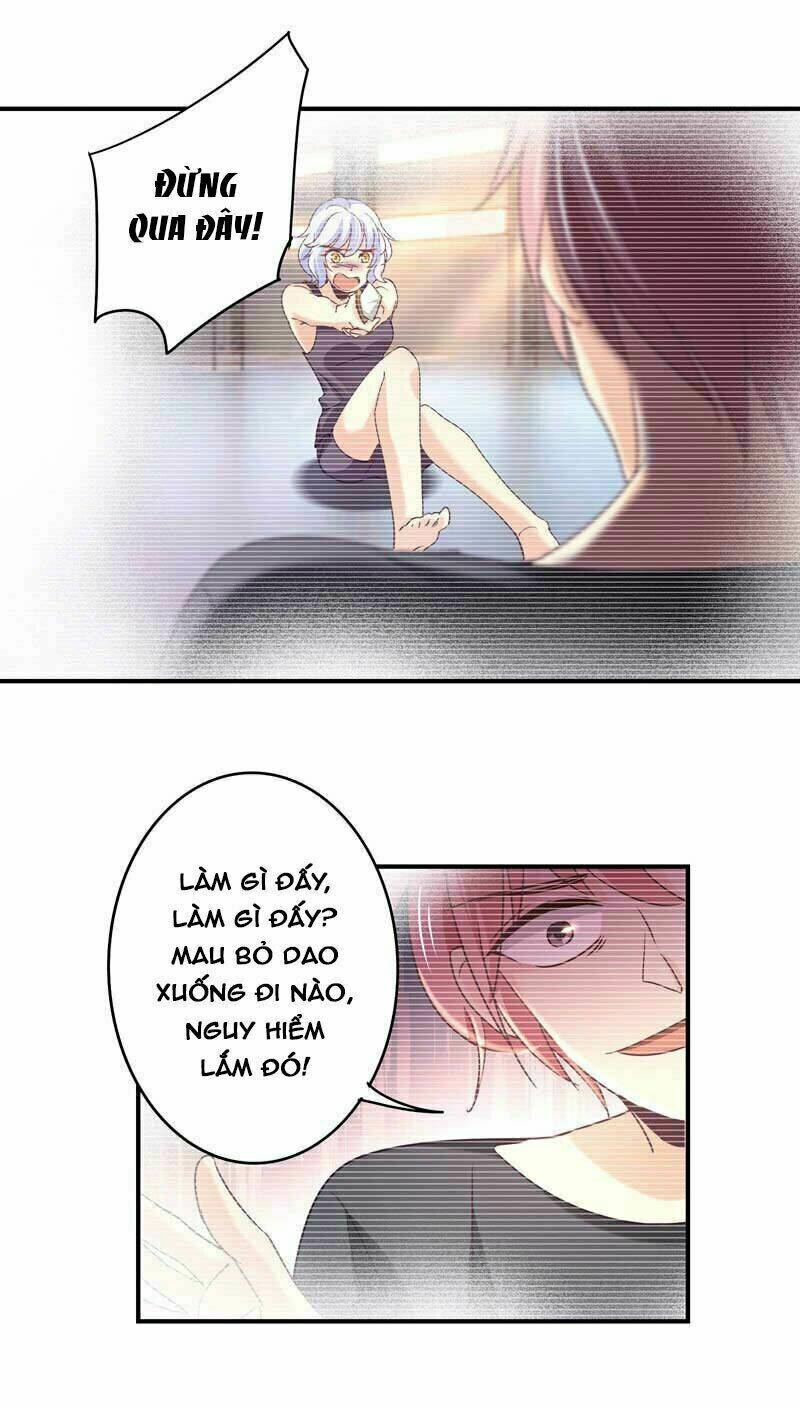 ĐỪNG
QUA ĐÂY!
LÀM GÌ ĐẤY,
LÀM GÌ ĐẤY?
MAU BỎ DAO
XUỐNG ĐI NÀO,
NGUY HIỂM
LẮM ĐÓ!